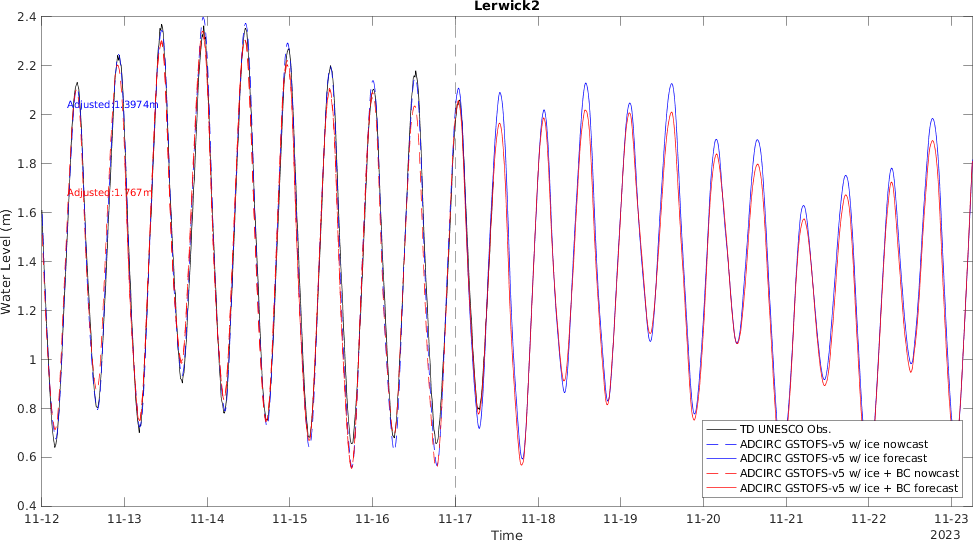 Lerwick2
2.4
2.2
2
1.8
1.6
1.4
1.2
1
0.8
0.6
0.4
Water Level (m)
Adjusted:1.3974m
Adjusted:1.767m
TD UNESCO Obs.
ADCIRC GSTOFS-v5 w/ ice nowcast
ADCIRC GSTOFS-v5 w/ ice forecast
ADCIRC GSTOFS-v5 w/ ice + BC nowcast
ADCIRC GSTOFS-v5 w/ ice + BC forecast
11-12 11-13 11-14 11-15 11-16 11-17 11-18 11-19 11-20 11-21 11-22 11-23
2023
Time